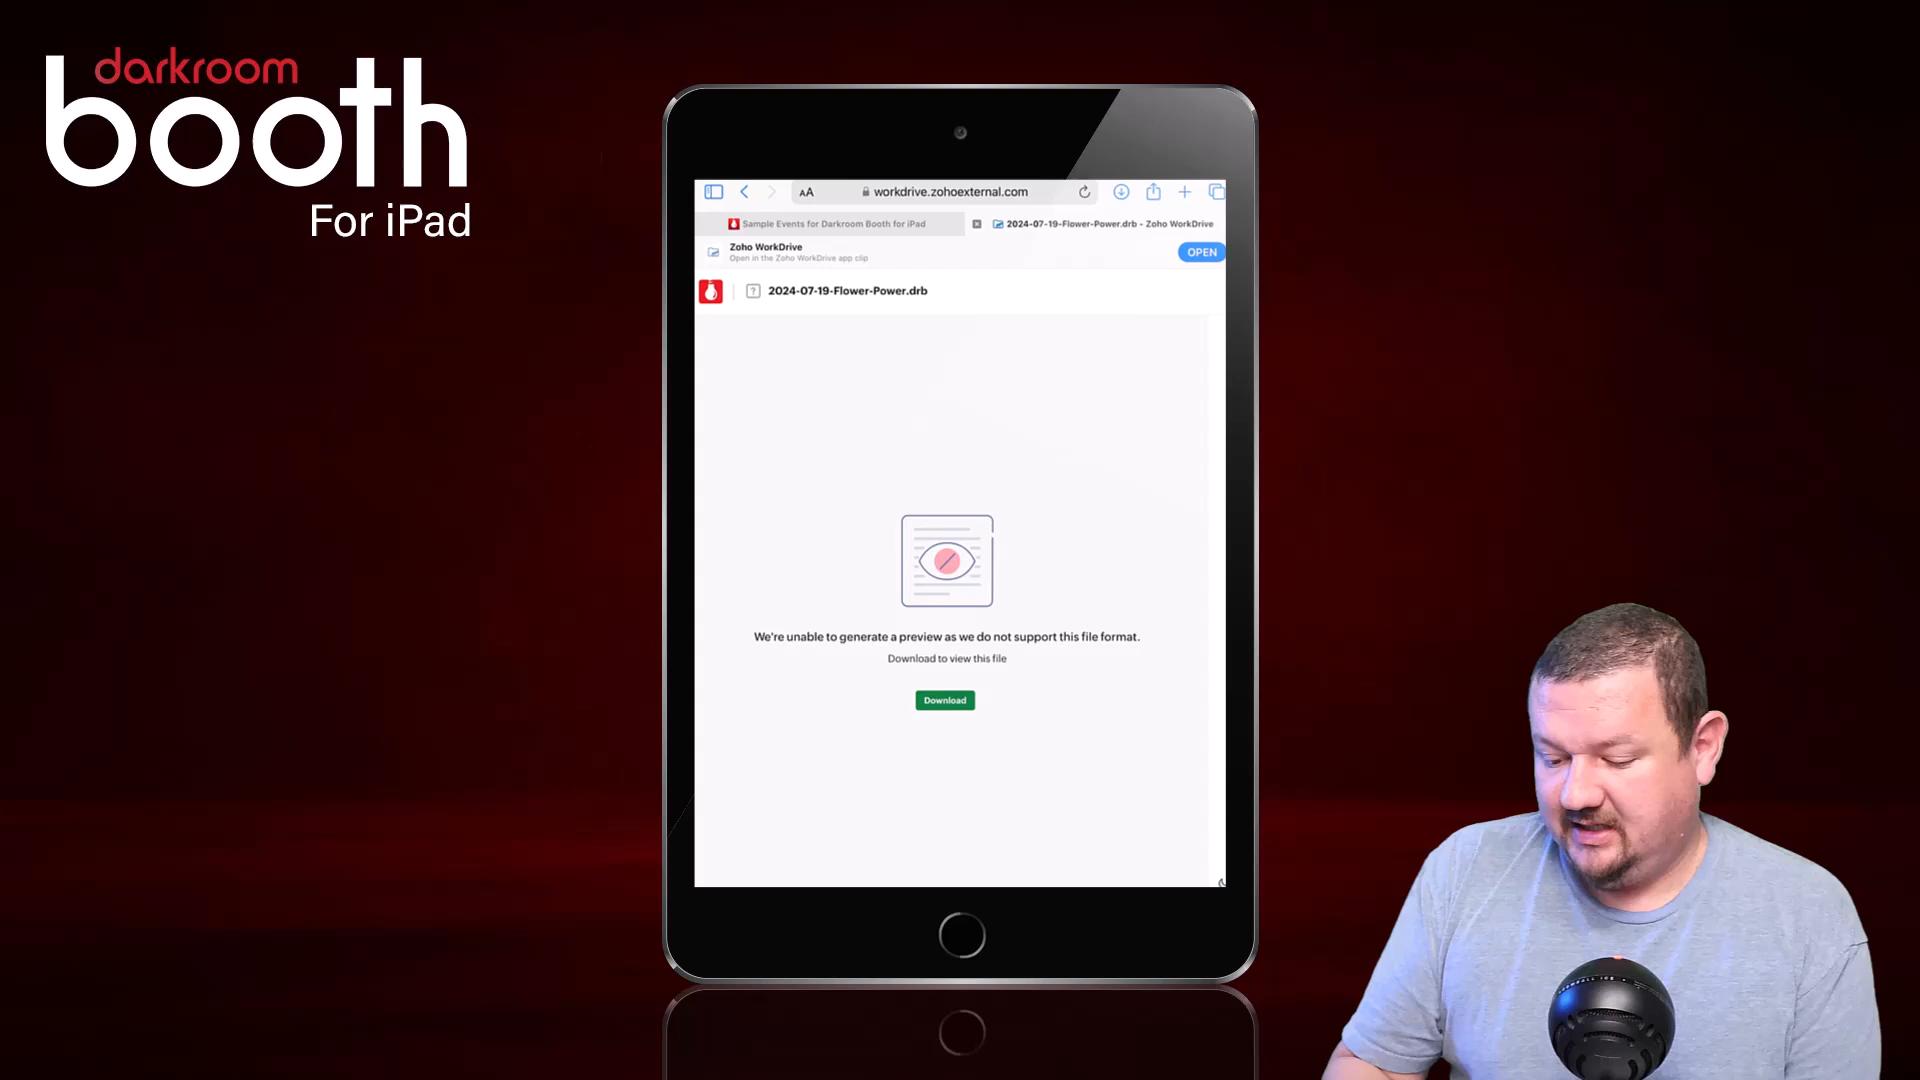 darkroom
booth
For iPad
AA
workdrive.zohoexternal.com
Sample Events for Darkroom Booth for iPad
2024-07-19-Flower-Power.drb - Zoho WorkDrive
Zoho WorkDrive
Open in the Zoho WorkDrive app clip
OPEN
?
2024-07-19-Flower-Power.drb
We're unable to generate a preview as we do not support this file format.
Download to view this file
Download